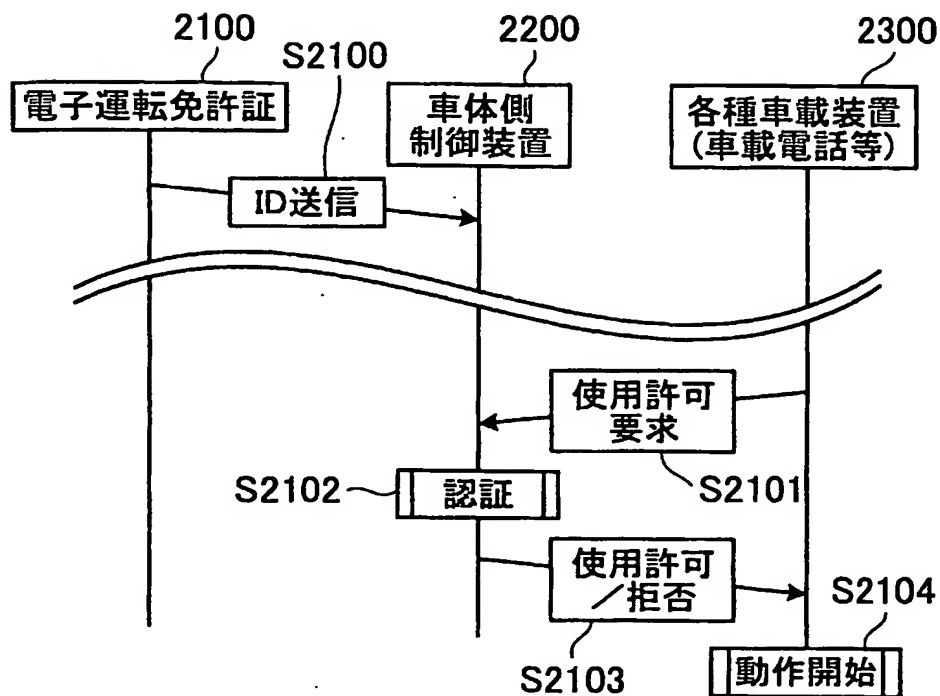 2100
S2100
2200
2300
電子運転免許証
車体側
制御装置
各種車載装置
(車載電話等)
ID送信
使用許可
要求
S2101
S2102
認証
使用許可
/拒否
S2103
S2104
動作開始